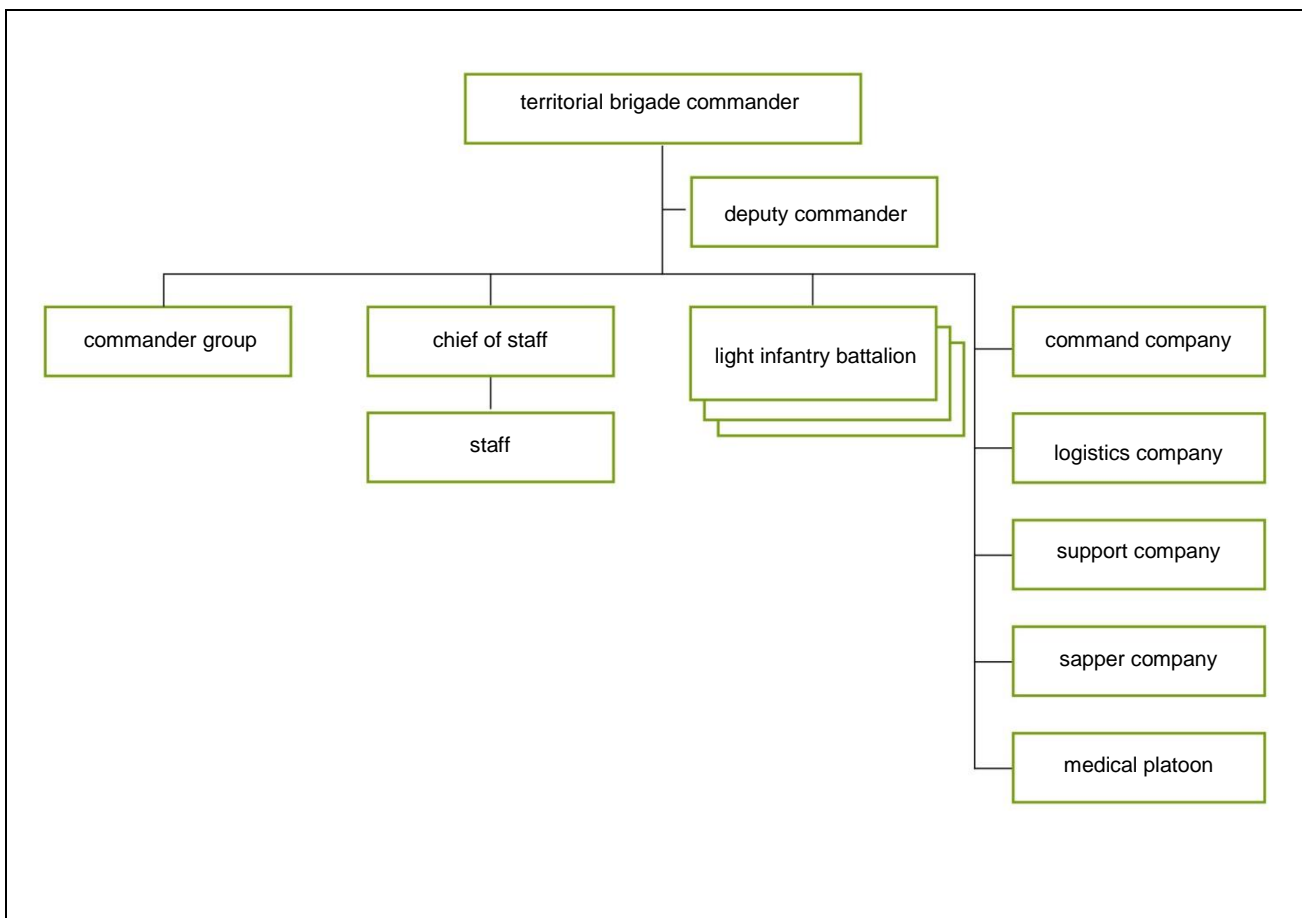 territorial brigade commander
deputy commander
commander group
chief of staff
light infantry battalion
command company
staff
logistics company
support company
sapper company
medical platoon